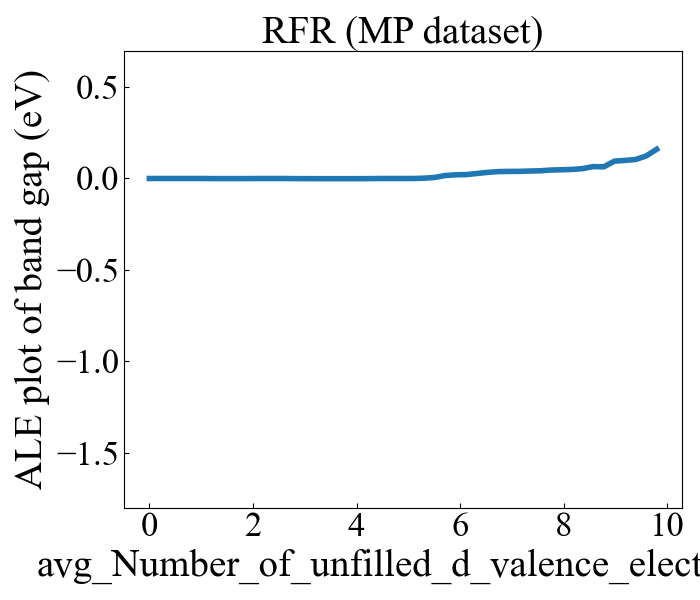 RFR (MP dataset)
ALE plot of band gap (eV)
0.5
0.0
−0.5
−1.0
−1.5
0 2 4 6 8 10
avg_Number_of_unfilled_d_valence_elect